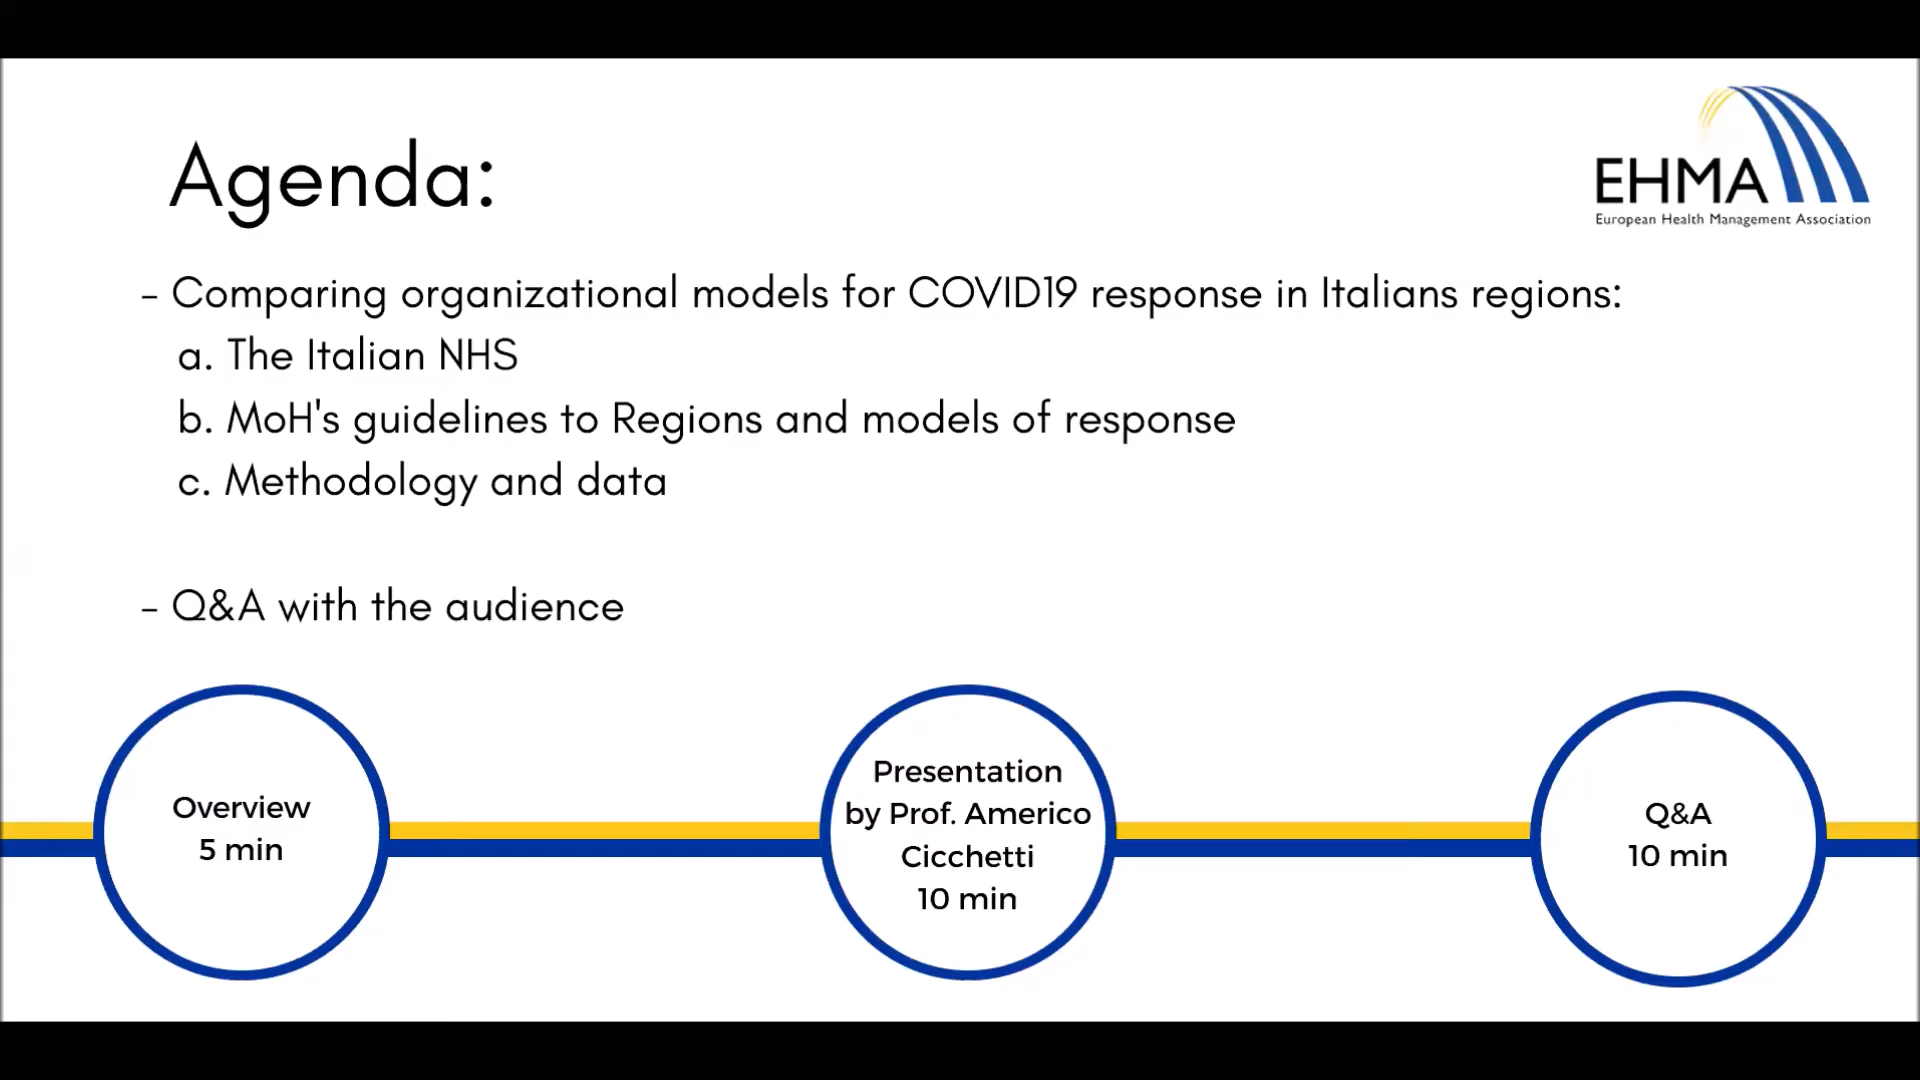 Agenda:
EHMA
European Health Management Association
- Comparing organizational models for COVID19 response in Italians regions:
a. The Italian NHS
b. MoH's guidelines to Regions and models of response
c. Methodology and data
- Q&A with the audience
Overview
5 min
Presentation
by Prof. Americo
Cicchetti
10 min
Q&A
10 min